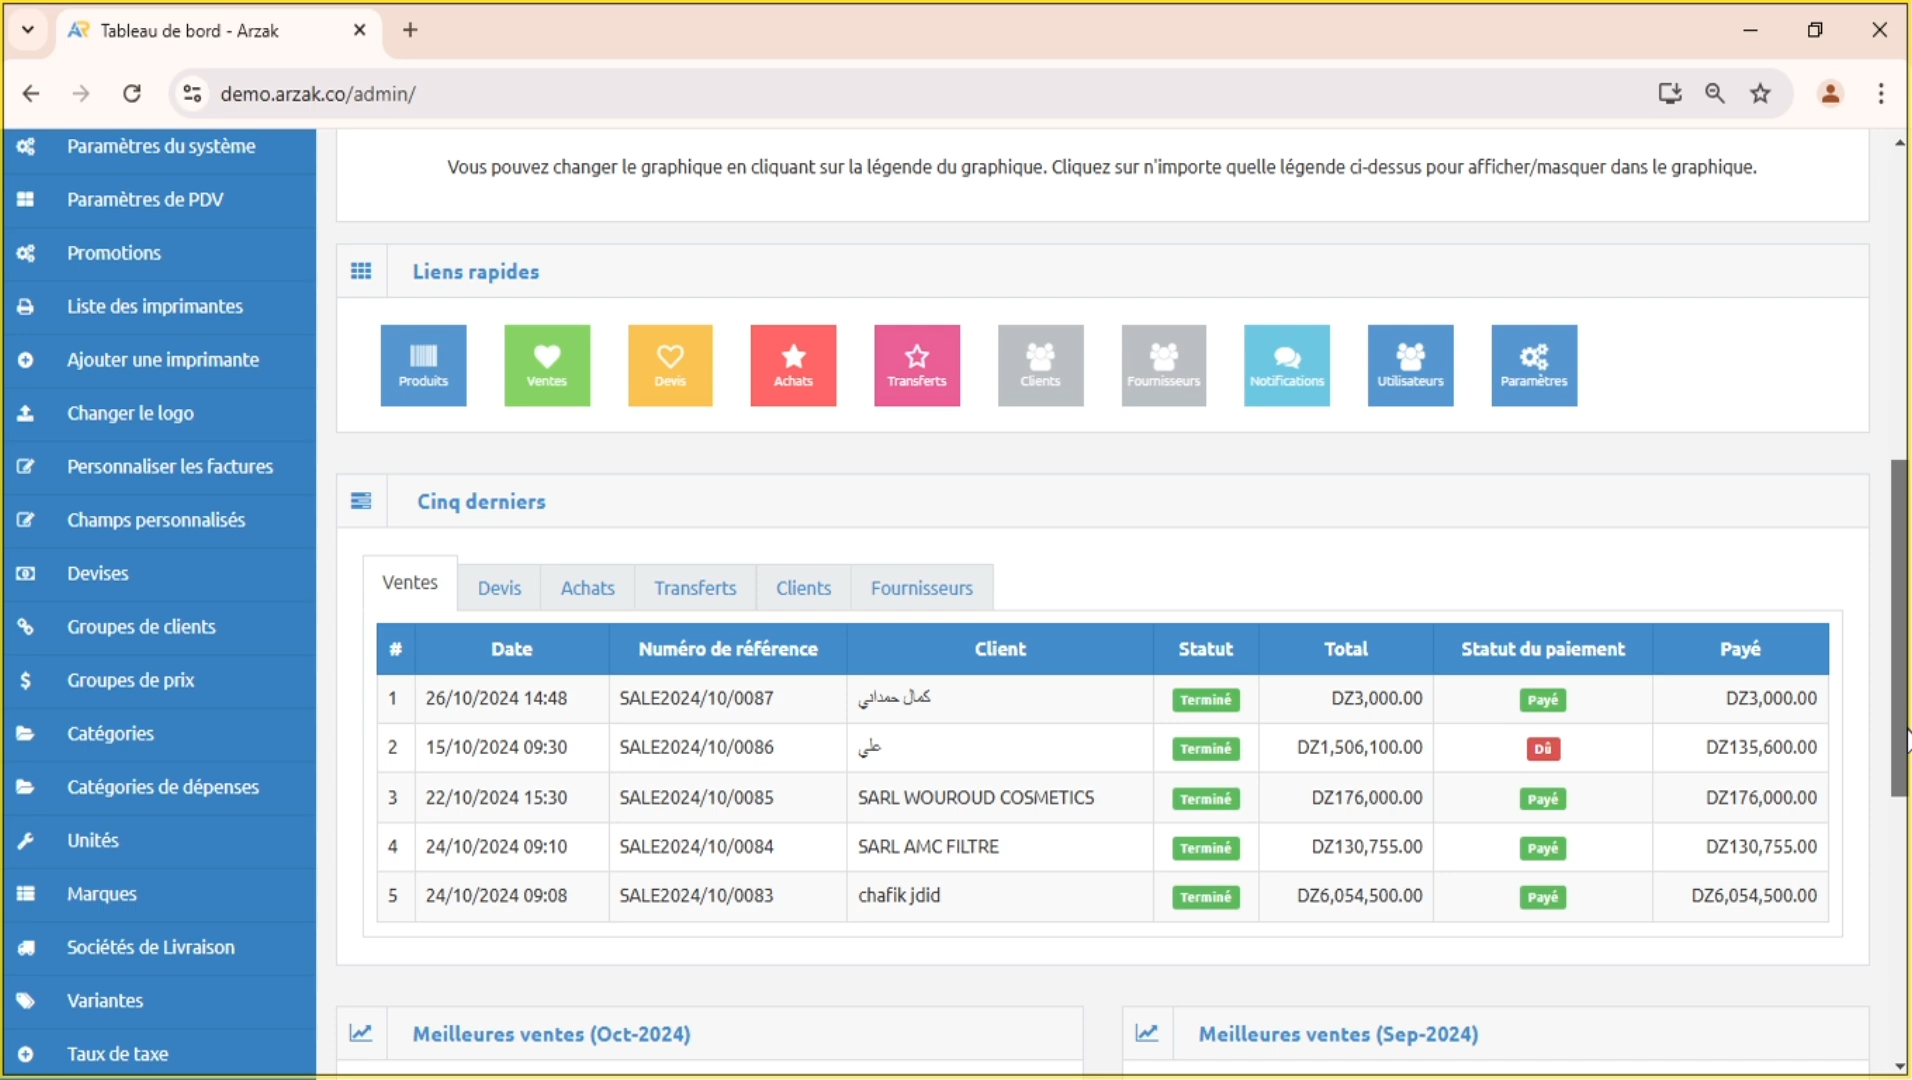 Tableau de bord - Arzak
demo.arzak.co/admin/
Paramètres du système
Paramètres de PDV
Promotions
Liste des imprimantes
Ajouter une imprimante
Changer le logo
Personnaliser les factures
Champs personnalisés
Devises
Groupes de clients
Groupes de prix
Catégories
Catégories de dépenses
Unités
Marques
Sociétés de Livraison
Variantes
Taux de taxe
Vous pouvez changer le graphique en cliquant sur la légende du graphique. Cliquez sur n'importe quelle légende ci-dessus pour afficher/masquer dans le graphique.
Liens rapides
Produits Ventes Devis Achats Transferts Clients Fournisseurs Notifications Utilisateurs Paramètres
Cinq derniers
Ventes Devis Achats Transferts Clients Fournisseurs
# Date Numéro de référence Client Statut Total Statut du paiement Payé
1 26/10/2024 14:48 SALE2024/10/0087 كمال حمداني Terminé DZ3,000.00 Payé DZ3,000.00
2 15/10/2024 09:30 SALE2024/10/0086 علي Terminé DZ1,506,100.00 Dû DZ135,600.00
3 22/10/2024 15:30 SALE2024/10/0085 SARL WOUROUD COSMETICS Terminé DZ176,000.00 Payé DZ176,000.00
4 24/10/2024 09:10 SALE2024/10/0084 SARL AMC FILTRE Terminé DZ130,755.00 Payé DZ130,755.00
5 24/10/2024 09:08 SALE2024/10/0083 chafik jdid Terminé DZ6,054,500.00 Payé DZ6,054,500.00
Meilleures ventes (Oct-2024)
Meilleures ventes (Sep-2024)